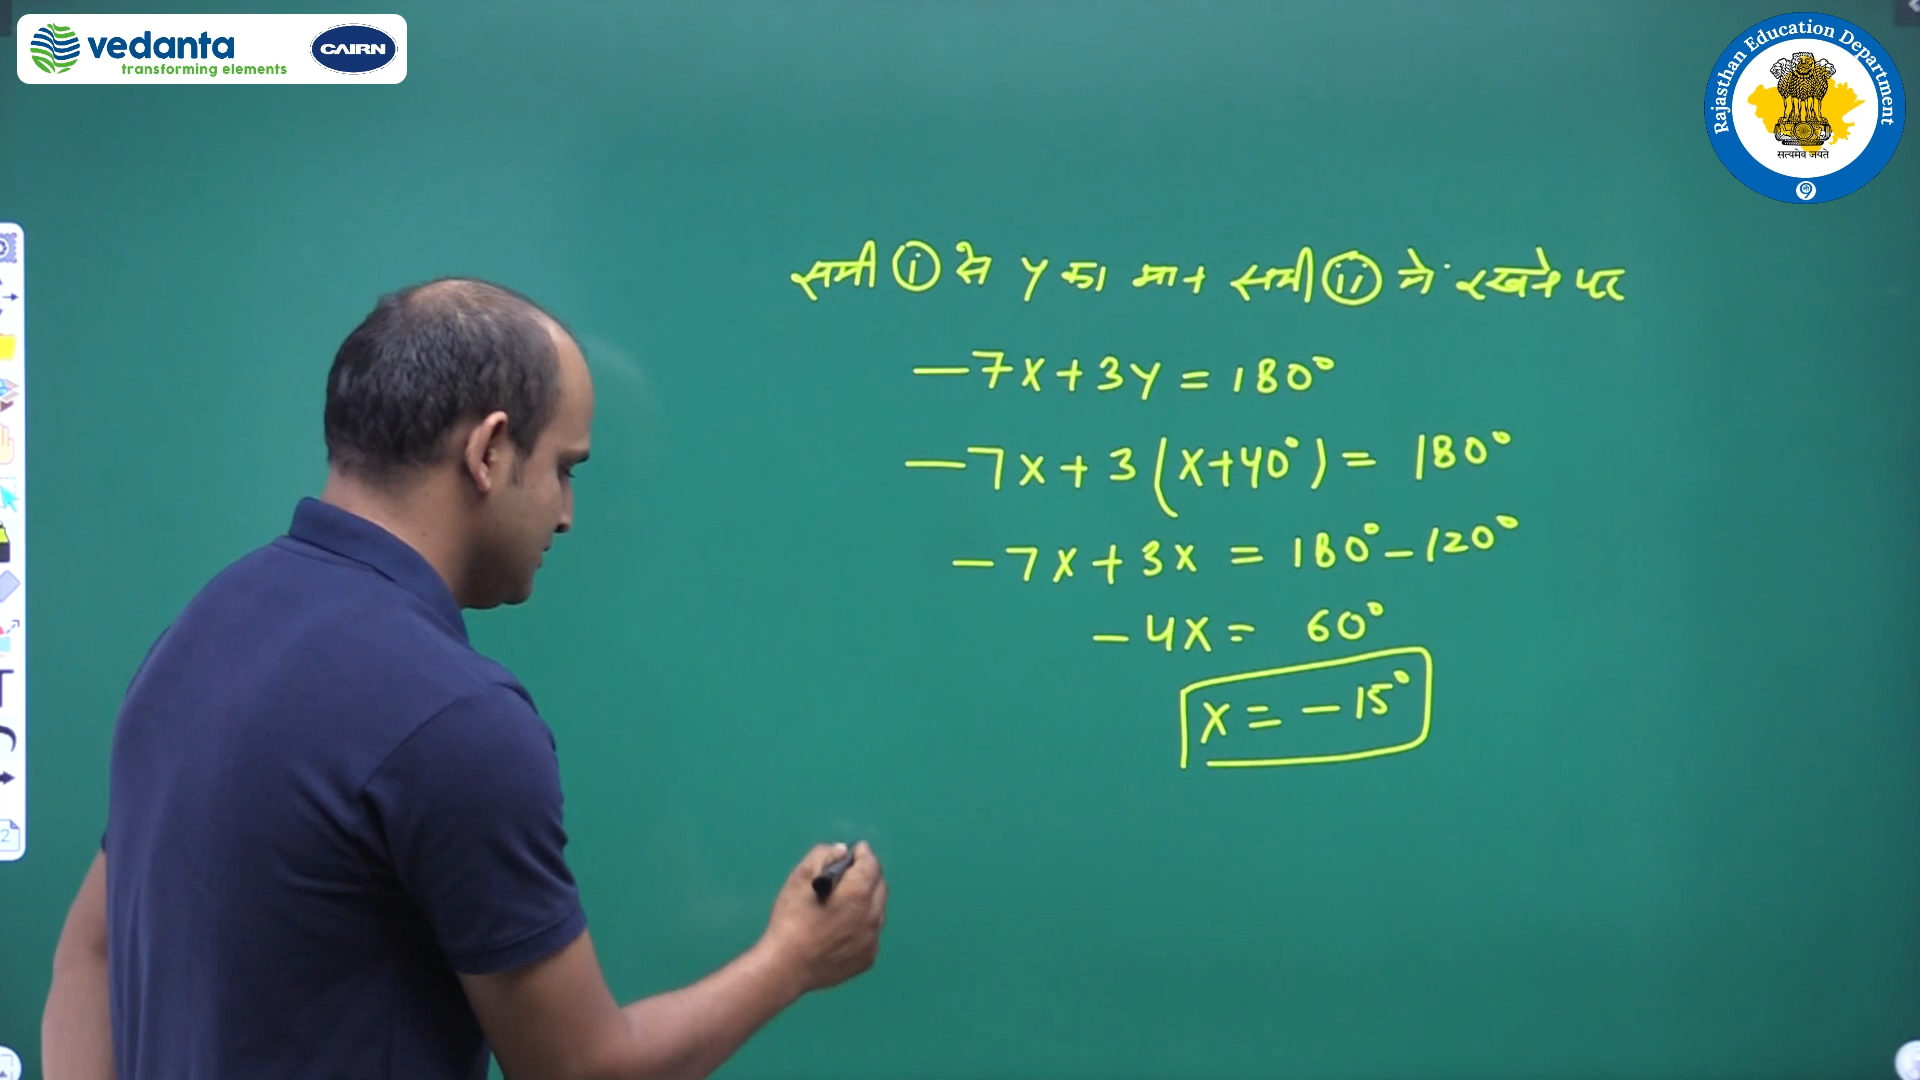 vedanta
transforming elements
CAIRN
Rajasthan Education Department
सत्यमेव जयते
समी (i) से y का मान समी (ii) में रखने पर
-7x+3y = 180°
-7x+3(x+40°) = 180°
-7x+3x = 180°-120°
-4x = 60°
x = -15°
T
2